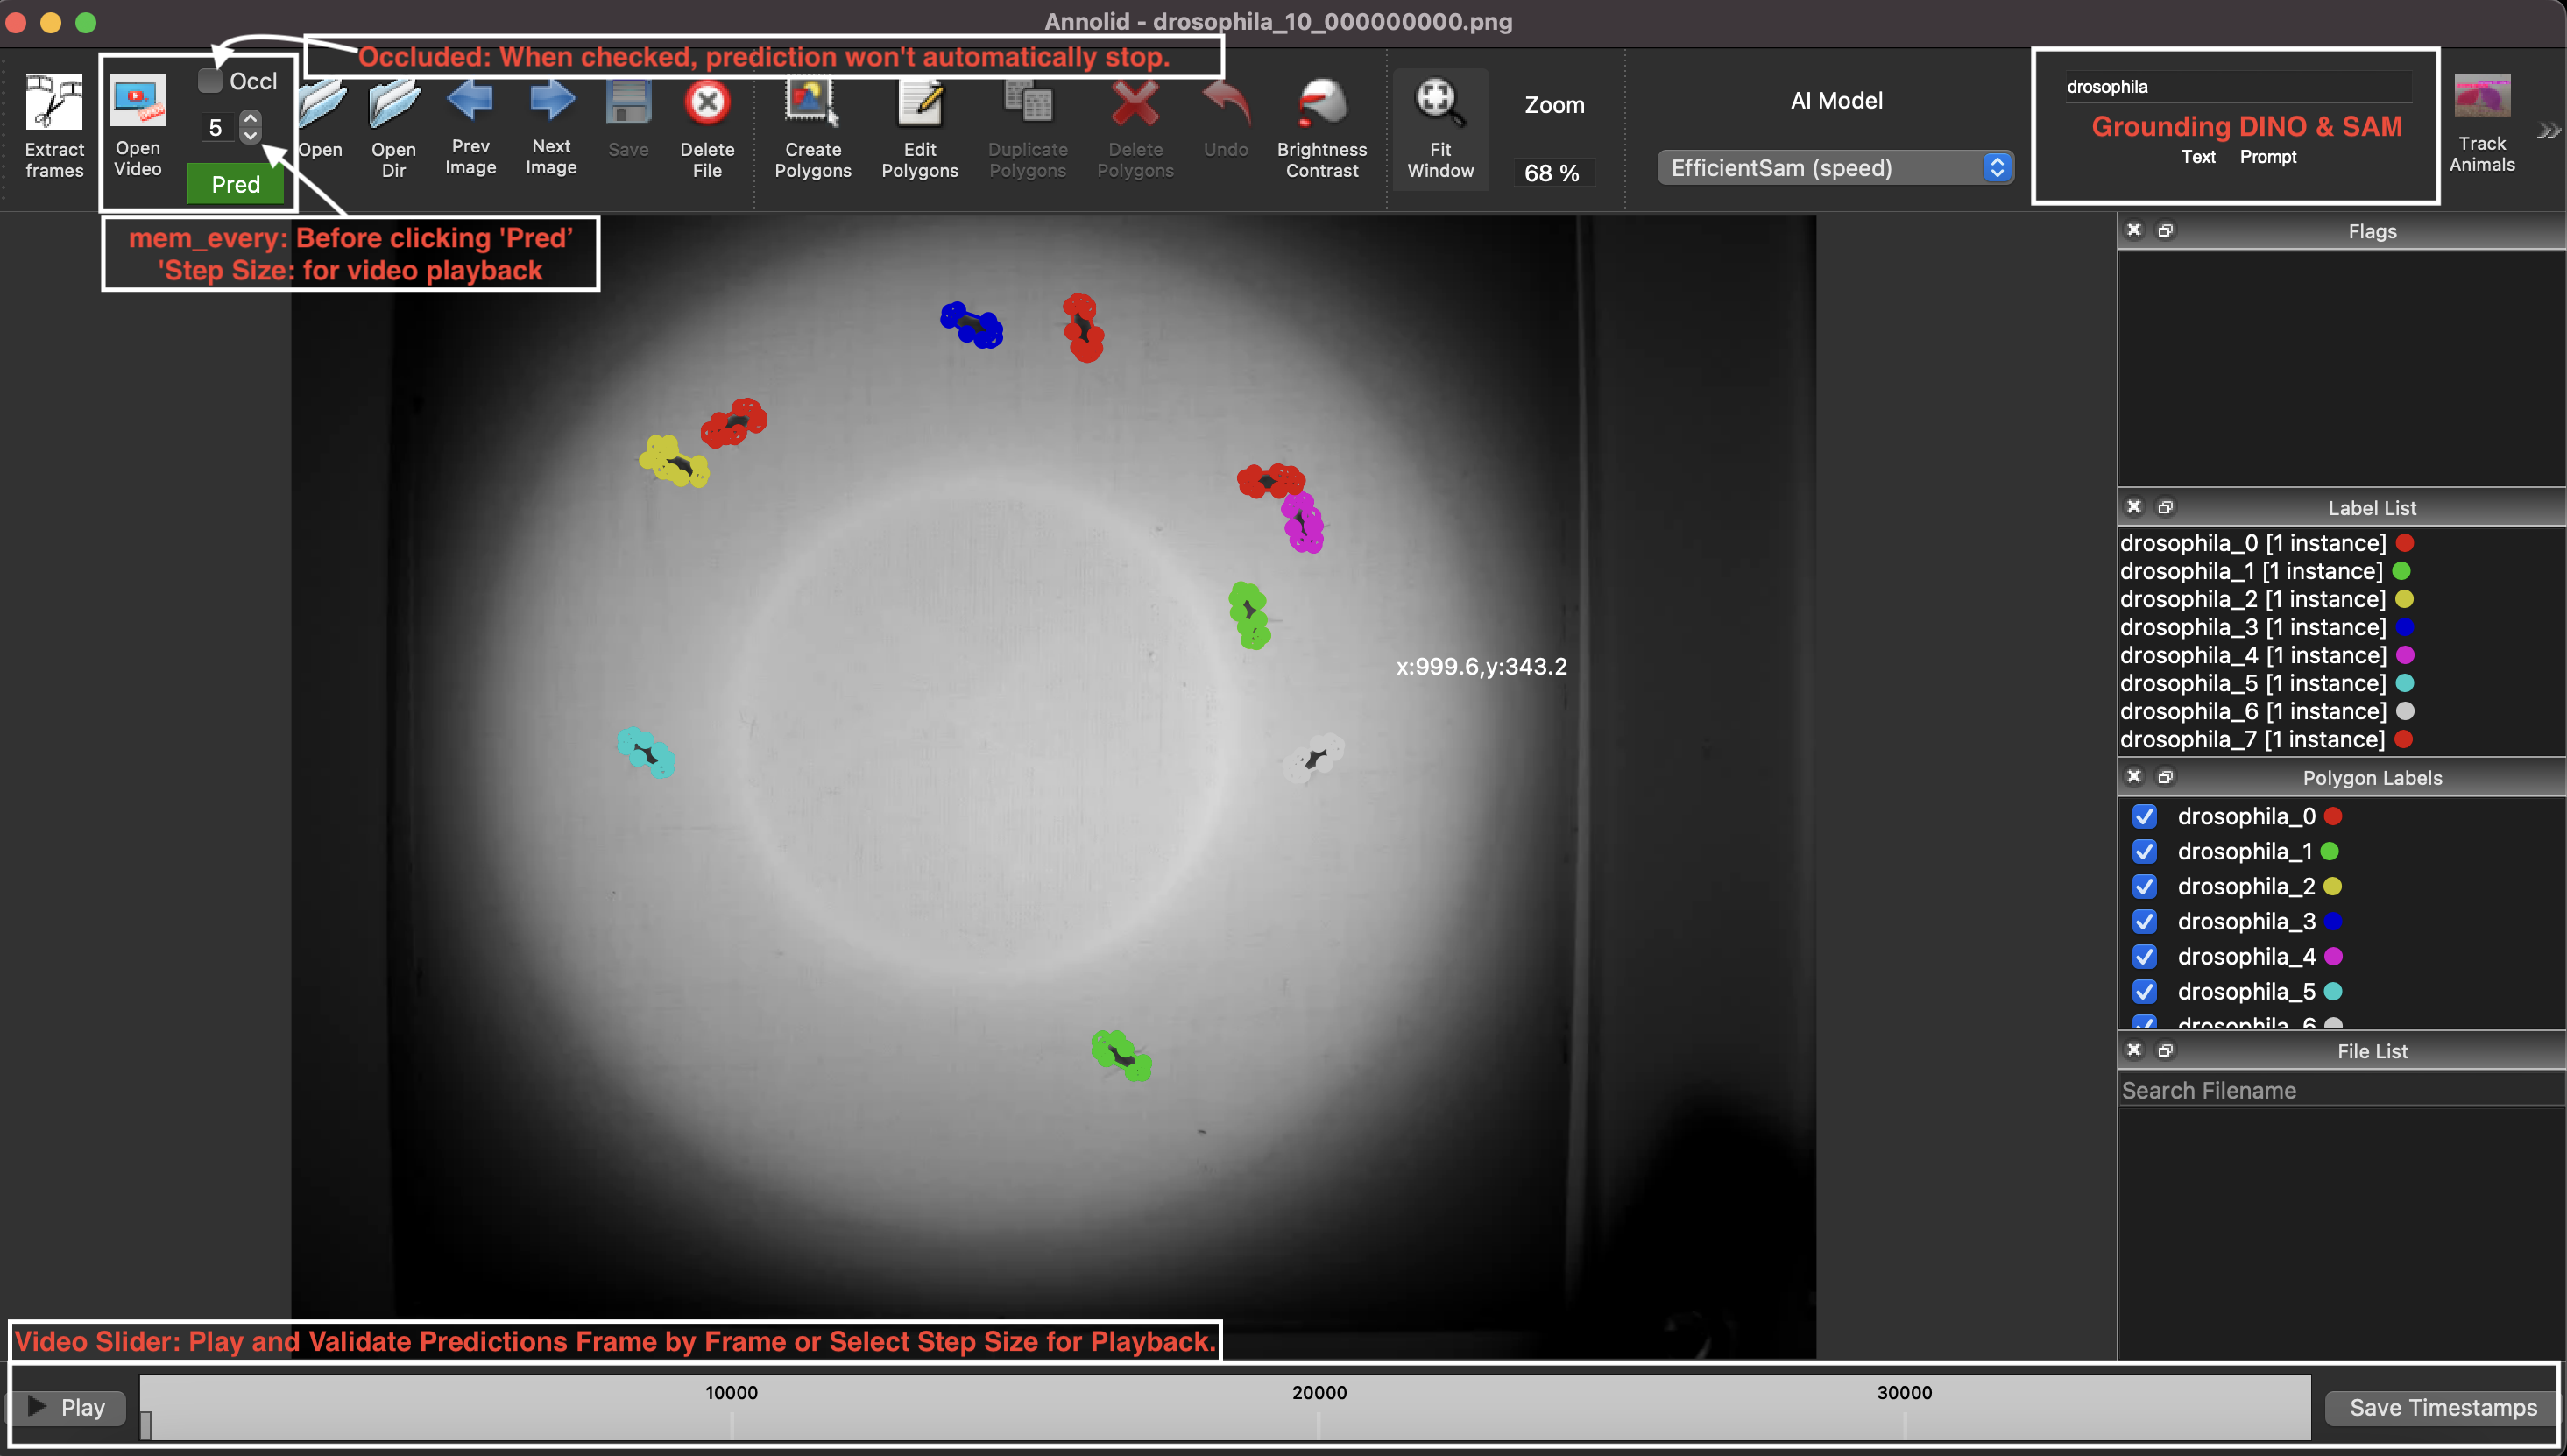 Annolid - drosophila_10_000000000.png
Occluded: When checked, prediction won't automatically stop.
Extract
frames
Open
Video
Occl
5
Pred
Open
Open
Dir
Prev
Image
Next
Image
Save
Delete
File
Create
Polygons
Edit
Polygons
Duplicate
Polygons
Delete
Polygons
Undo
Brightness
Contrast
Fit
Window
Zoom
68 %
AI Model
EfficientSam (speed)
drosophila
Grounding DINO & SAM
Text Prompt
Track
Animals
mem_every: Before clicking 'Pred’
'Step Size: for video playback
x:999.6,y:343.2
Flags
Label List
drosophila_0 [1 instance]
drosophila_1 [1 instance]
drosophila_2 [1 instance]
drosophila_3 [1 instance]
drosophila_4 [1 instance]
drosophila_5 [1 instance]
drosophila_6 [1 instance]
drosophila_7 [1 instance]
Polygon Labels
drosophila_0
drosophila_1
drosophila_2
drosophila_3
drosophila_4
drosophila_5
drosophila_6
File List
Search Filename
Video Slider: Play and Validate Predictions Frame by Frame or Select Step Size for Playback.
Play
10000
20000
30000
Save Timestamps